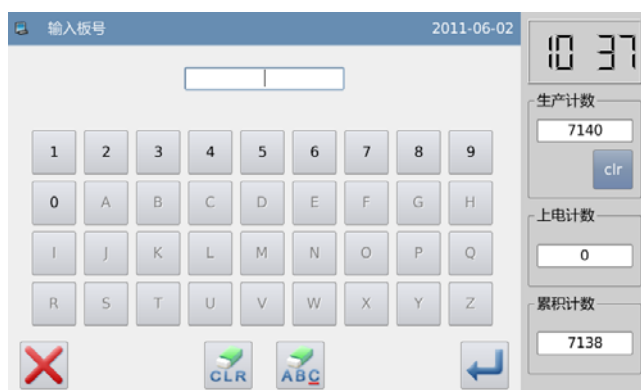 输入板号 2011-06-02
1 2 3 4 5 6 7 8 9
0 A B C D E F G H
I J K L M N O P Q
R S T U V W X Y Z
CLR ABC
10 37
生产计数
7140
clr
上电计数
0
累积计数
7138